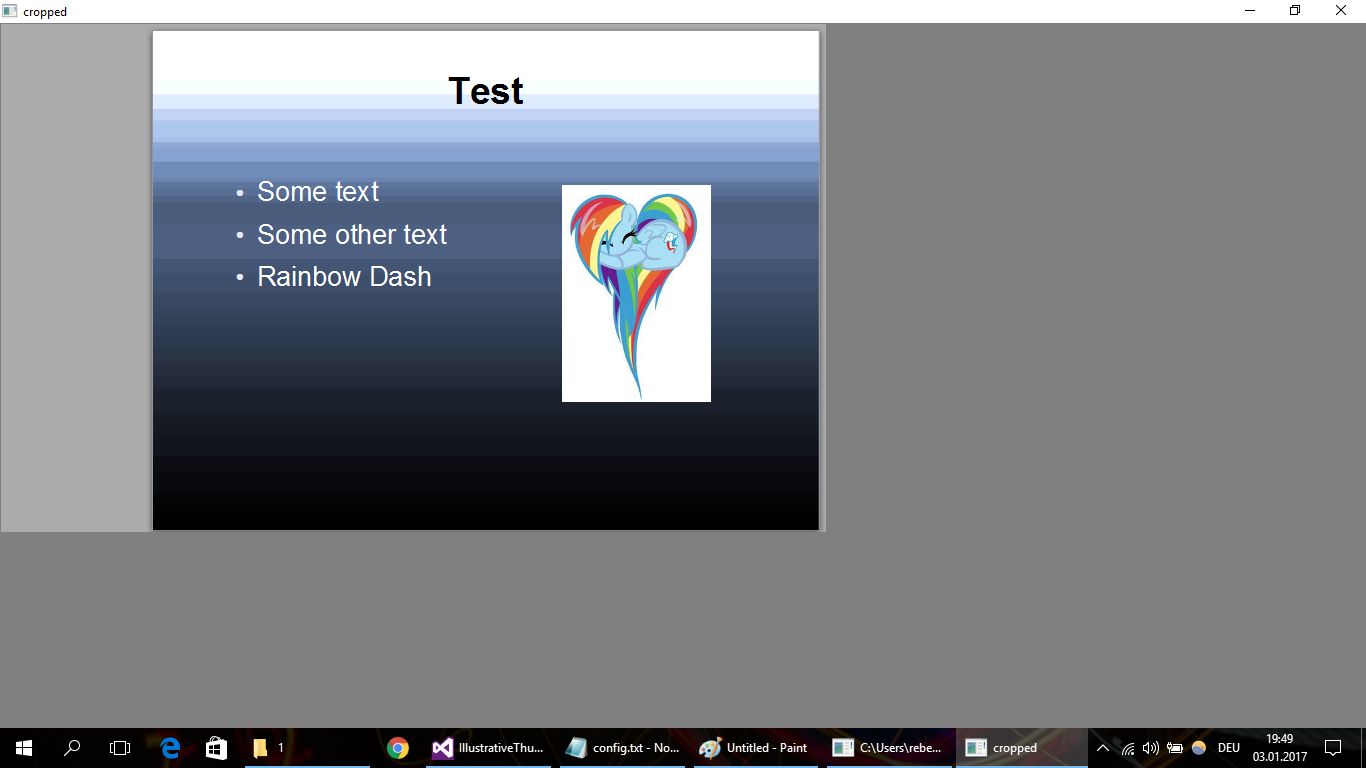 cropped
Test
• Some text
• Some other text
• Rainbow Dash
1
IllustrativeThu...
config.txt - No...
Untitled - Paint
C:\Users\rebe...
cropped
DEU
19:49
03.01.2017